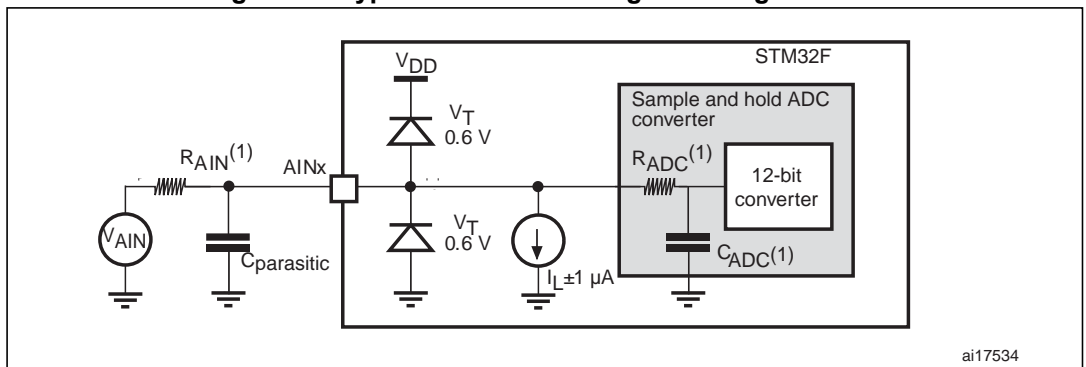 STM32F
VDD
Sample and hold ADC
converter
VT
0.6 V
RAIN(1)
AINx
RADC(1)
12-bit
converter
VAIN
VT
0.6 V
Cparasitic
IL±1 µA
CADC(1)
ai17534